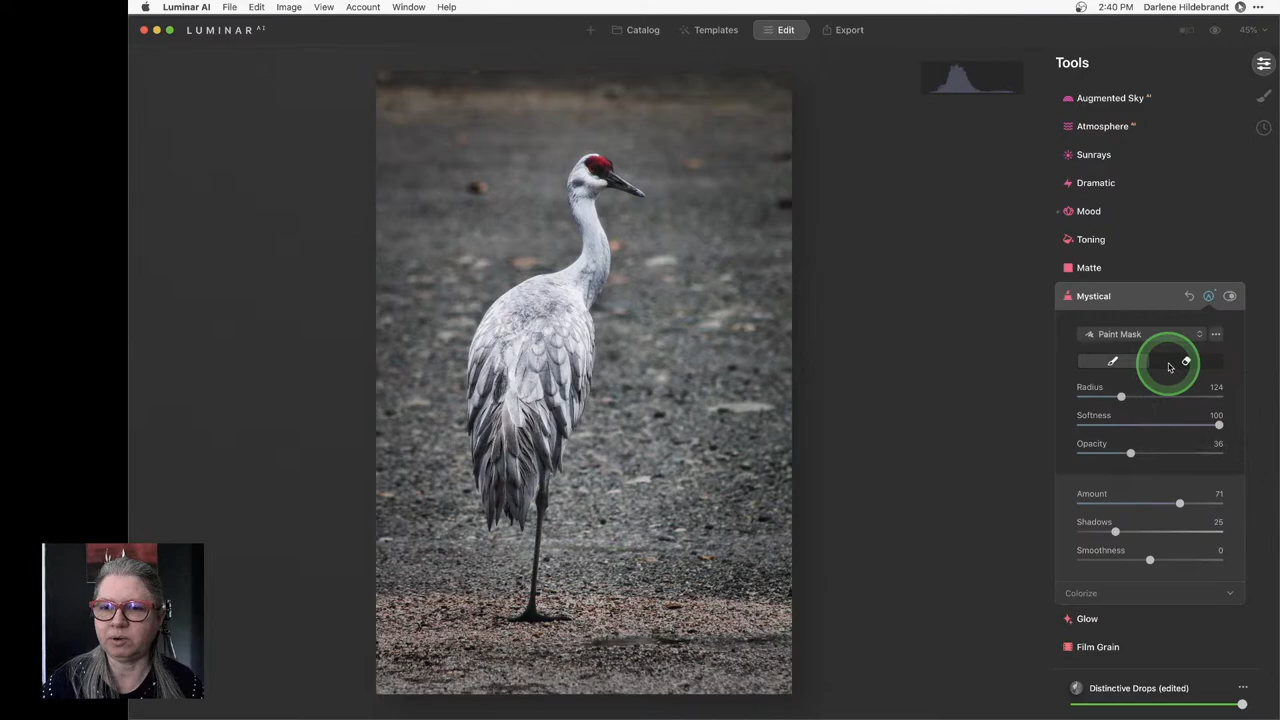 Luminar AI File Edit Image View Account Window Help 2:40 PM Darlene Hildebrandt
LUMINAR AI Catalog Templates Edit Export 45%
Tools
Augmented Sky AI
Atmosphere AI
Sunrays
Dramatic
Mood
Toning
Matte
Mystical
Paint Mask
Radius 124
Softness 100
Opacity 36
Amount 71
Shadows 25
Smoothness 0
Colorize
Glow
Film Grain
Distinctive Drops (edited)